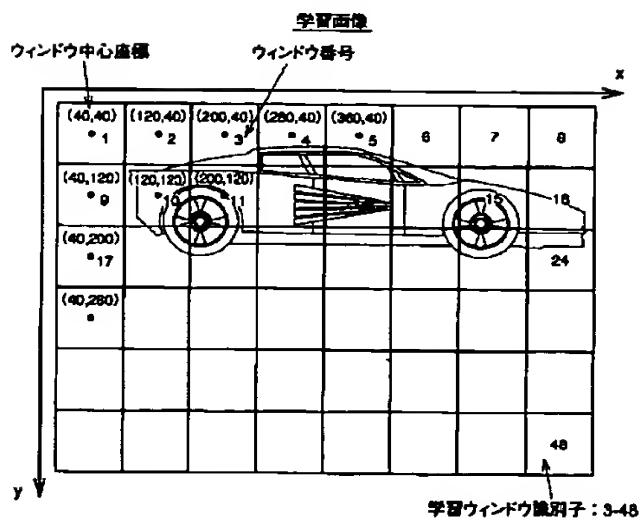 学習画像
ウィンドウ中心座標
ウィンドウ番号
x
(40,40) (120,40) (200,40) (280,40) (360,40)
1 2 3 4 5 6 7 8
(40,120) (120,120) (200,120)
9 10 11 15 16
(40,200)
17 24
(40,280)
48
y
学習ウィンドウ識別子：3-48